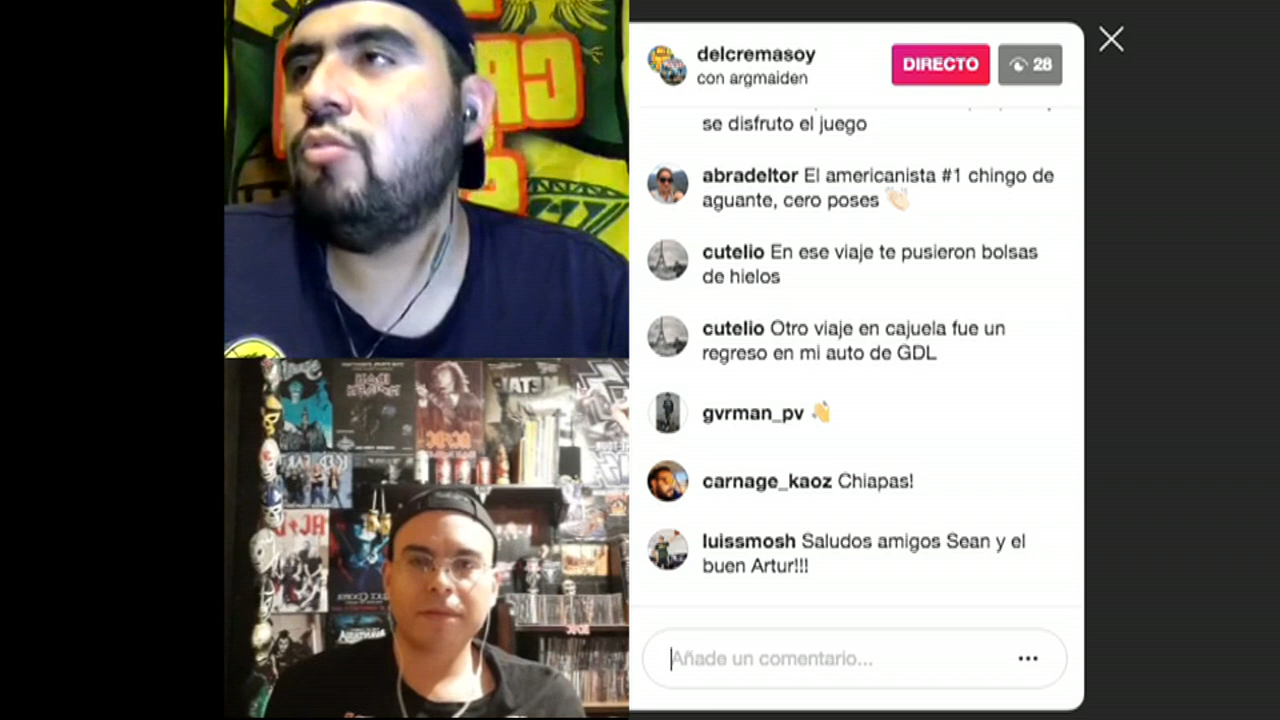 delcremasoy
con argmaiden
DIRECTO
28
se disfruto el juego
abradeltor El americanista #1 chingo de
aguante, cero poses 👏🏻
cutelio En ese viaje te pusieron bolsas
de hielos
cutelio Otro viaje en cajuela fue un
regreso en mi auto de GDL
gvrman_pv 👋
carnage_kaoz Chiapas!
luissmosh Saludos amigos Sean y el
buen Artur!!!
Añade un comentario...